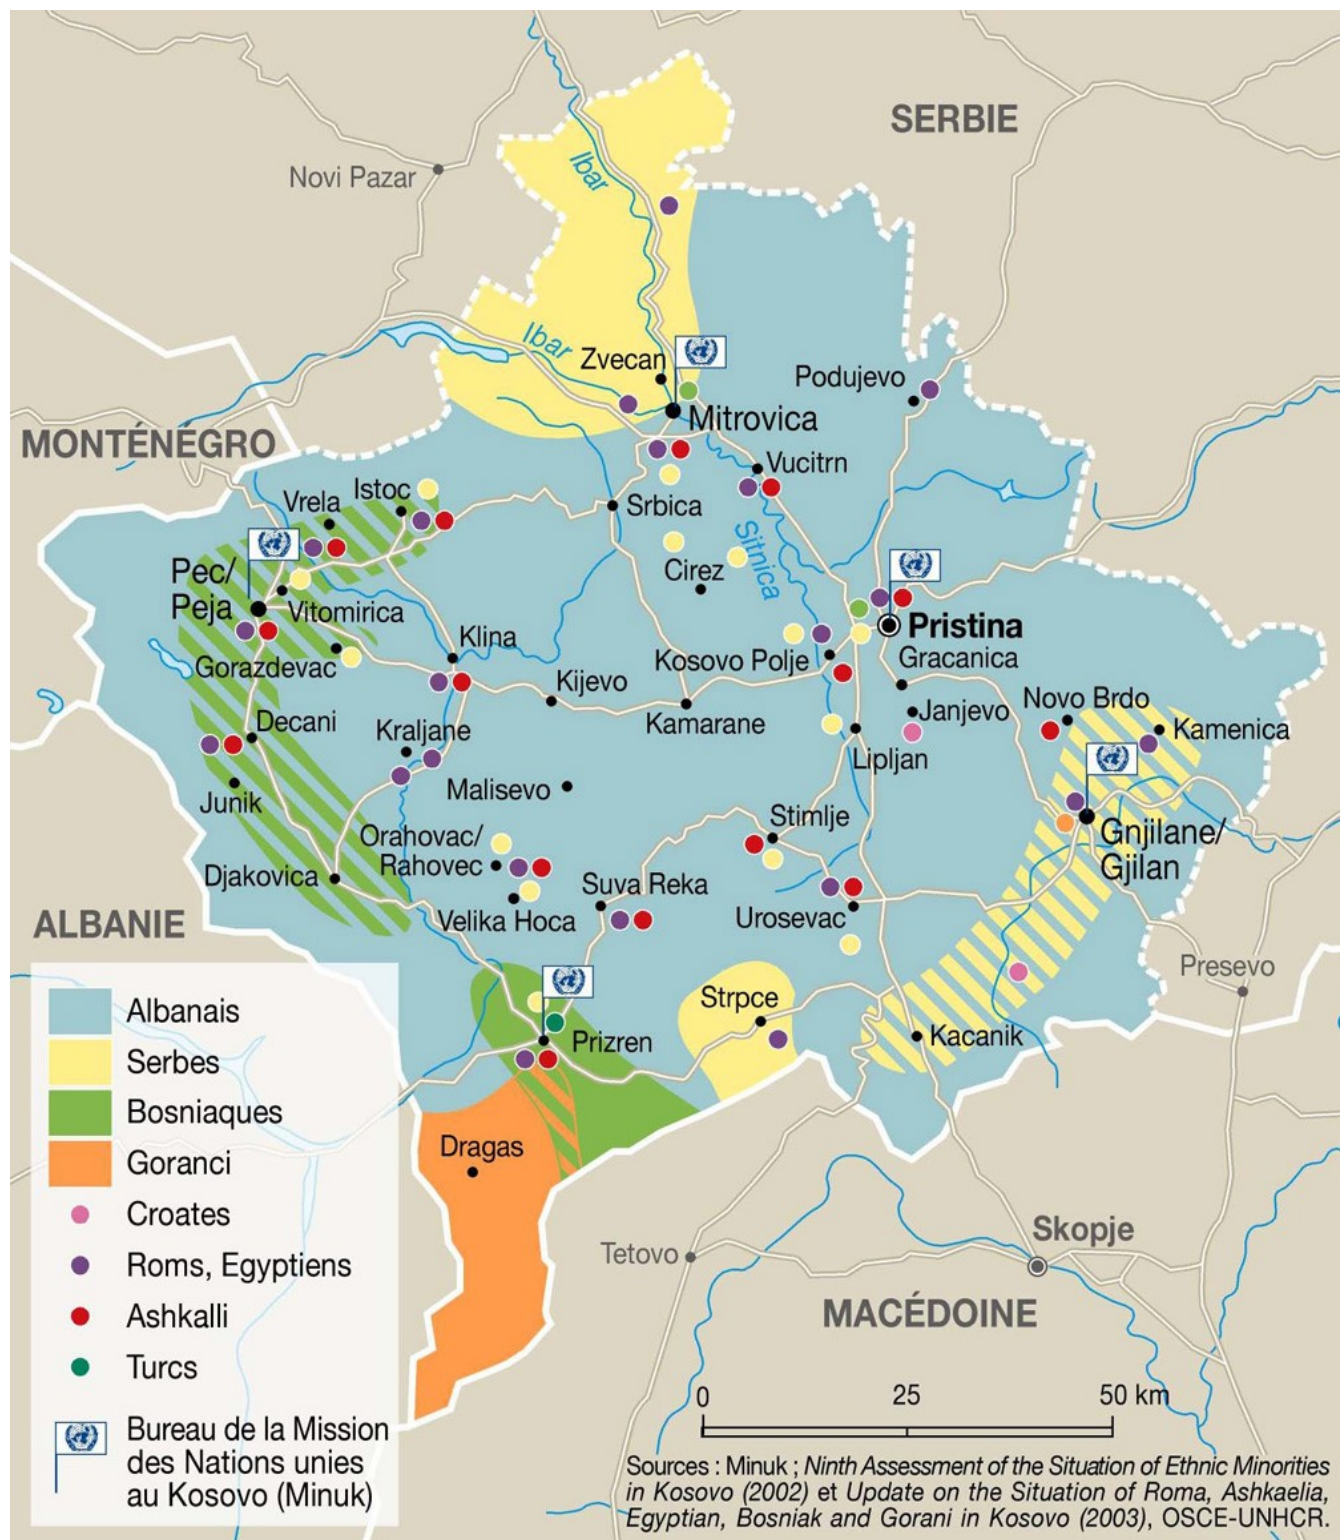 SERBIE
Novi Pazar
Ibar
Ibar
Zvecan
Podujevo
Mitrovica
MONTÉNÉGRO
Vucitrn
Istoc
Vrela
Srbica
Sitnica
Pec/
Peja
Cirez
Vitomirica
Pristina
Klina
Kosovo Polje
Gracanica
Gorazdevac
Kijevo
Novo Brdo
Janjevo
Kamarane
Decani
Kraljane
Kamenica
Lipljan
Malisevo
Junik
Stimlje
Orahovac/
Rahovec
Gnjilane/
Gjilan
Djakovica
Suva Reka
Velika Hoca
Urosevac
ALBANIE
Presevo
Strpce
Prizren
Kacanik
Dragas
Skopje
Tetovo
MACÉDOINE
Albanais
Serbes
Bosniaques
Goranci
Croates
Roms, Egyptiens
Ashkalli
Turcs
Bureau de la Mission
des Nations unies
au Kosovo (Minuk)
0 25 50 km
Sources : Minuk ; Ninth Assessment of the Situation of Ethnic Minorities
in Kosovo (2002) et Update on the Situation of Roma, Ashkaelia,
Egyptian, Bosniak and Gorani in Kosovo (2003), OSCE-UNHCR.